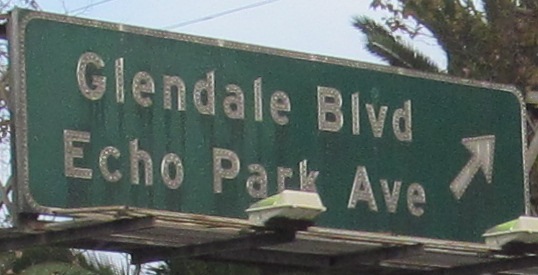 Glendale Blvd
Echo Park Ave